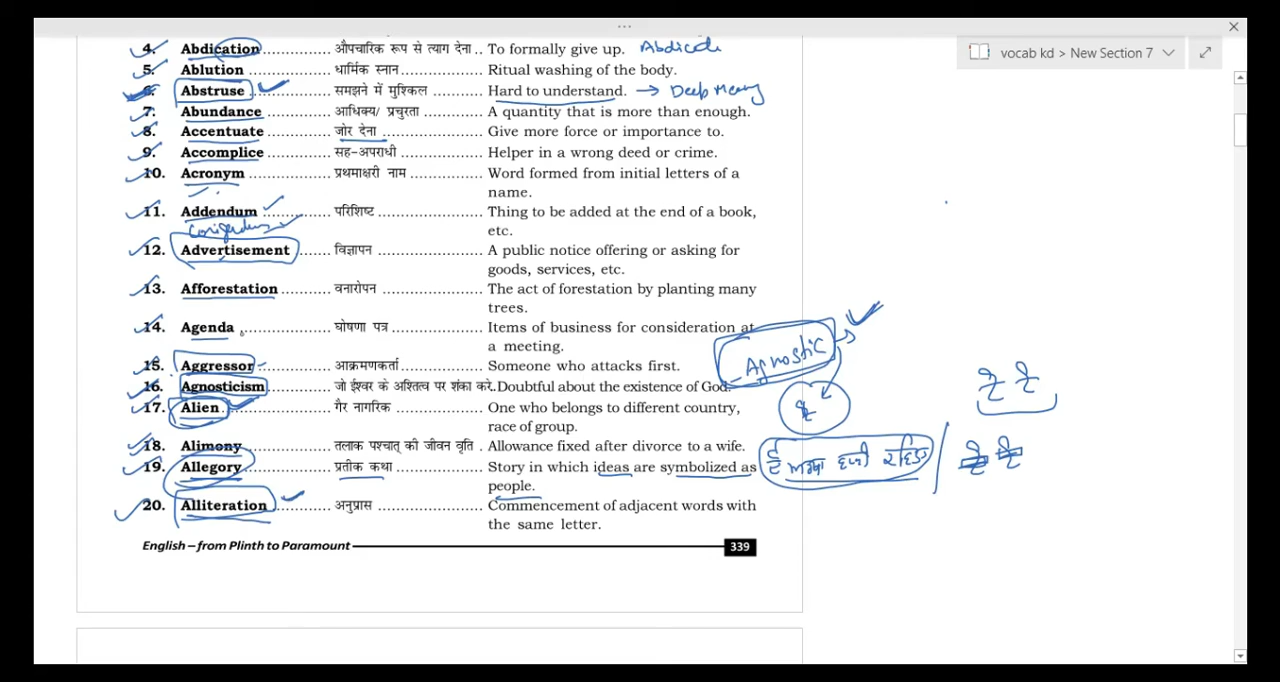 vocab kd > New Section 7
4. Abdication ............... औपचारिक रूप से त्याग देना .. To formally give up. Abdicate
5. Ablution ................... धार्मिक स्नान .................. Ritual washing of the body.
6. Abstruse ................... समझने में मुश्किल .......... Hard to understand. → Deep
7. Abundance ............... आधिक्य/ प्रचुरता ............ A quantity that is more than enough.
8. Accentuate .............. जोर देना ....................... Give more force or importance to.
9. Accomplice .............. सह-अपराधी ................... Helper in a wrong deed or crime.
10. Acronym .................. प्रथमाक्षरी नाम ............... Word formed from initial letters of a
name.
11. Addendum ............... परिशिष्ट ....................... Thing to be added at the end of a book,
etc.
12. Advertisement ....... विज्ञापन ....................... A public notice offering or asking for
goods, services, etc.
13. Afforestation .......... वनारोपन ...................... The act of forestation by planting many
trees.
14. Agenda .................... घोषणा पत्र ................... Items of business for consideration at
a meeting.
Agnostic
15. Aggressor ................ आक्रमणकर्ता ................ Someone who attacks first.
16. Agnosticism ............ जो ईश्वर के अश्तित्व पर शंका करे. Doubtful about the existence of God.
17. Alien ........................ गैर नागरिक .................. One who belongs to different country,
race of group.
18. Alimony ................... तलाक पश्चात् की जीवन वृति . Allowance fixed after divorce to a wife.
19. Allegory ................... प्रतीक कथा .................. Story in which ideas are symbolized as
people.
20. Alliteration ............. अनुप्रास ....................... Commencement of adjacent words with
the same letter.
English – from Plinth to Paramount 339